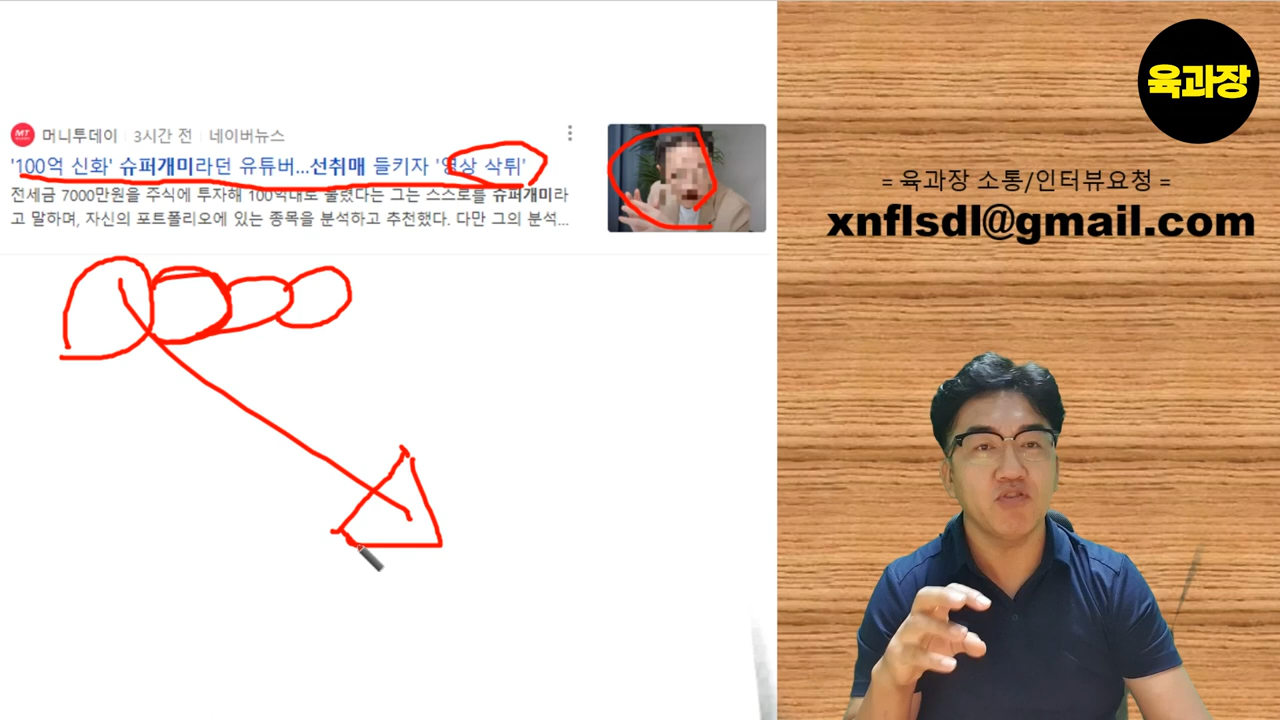 머니투데이 3시간 전 네이버뉴스
'100억 신화' 슈퍼개미라던 유튜버...선취매 들키자 '영상 삭튀'
전세금 7000만원을 주식에 투자해 100억대로 불렸다는 그는 스스로를 슈퍼개미라
고 말하며, 자신의 포트폴리오에 있는 종목을 분석하고 추천했다. 다만 그의 분석...
육과장
= 육과장 소통/인터뷰요청 =
xnflsdl@gmail.com